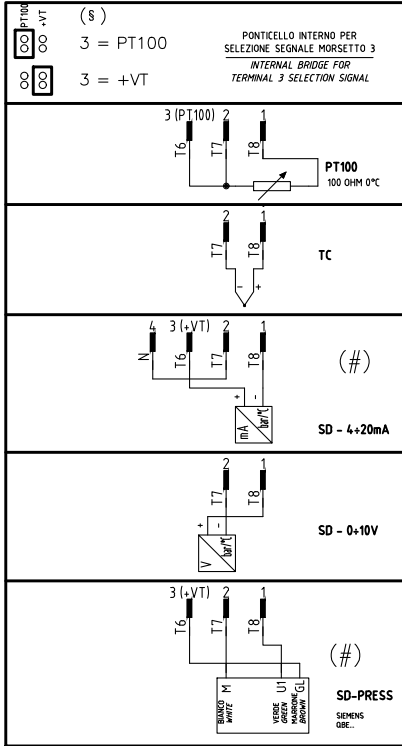 PT100
+VT
(§)
3 = PT100
3 = +VT
PONTICELLO INTERNO PER
SELEZIONE SEGNALE MORSETTO 3
INTERNAL BRIDGE FOR
TERMINAL 3 SELECTION SIGNAL
3 (PT100) 2 1
T6 T7 T8
PT100
100 OHM 0°C
2 1
T7 T8
TC
- +
4 3 (+VT) 2 1
N T6 T7 T8
(#)
+ -
mA bar/°C
SD - 4÷20mA
2 1
T7 T8
+ -
V bar/°C
SD - 0÷10V
3 (+VT) 2 1
T6 T7 T8
(#)
M U1 GL
BIANCO
WHITE
VERDE
GREEN
MARRONE
BROWN
SD-PRESS
SIEMENS
QBE...